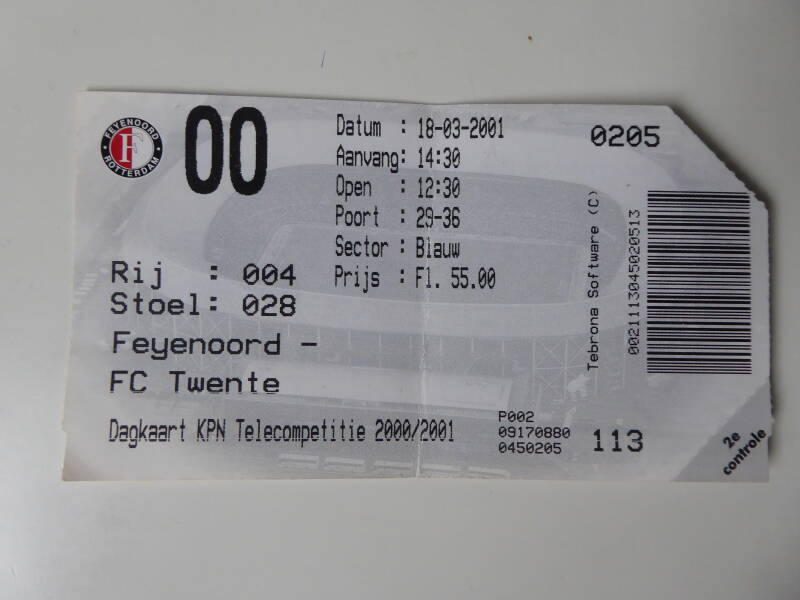 FEYENOORD
ROTTERDAM
F
00
Datum : 18-03-2001
Aanvang: 14:30
Open : 12:30
Poort : 29-36
Sector : Blauw
Prijs : Fl. 55.00
Rij : 004
Stoel: 028
Feyenoord -
FC Twente
Dagkaart KPN Telecompetitie 2000/2001
P002
09170880
0450205
113
0205
Tebrona Software (C)
0021113045020513
2e
controle